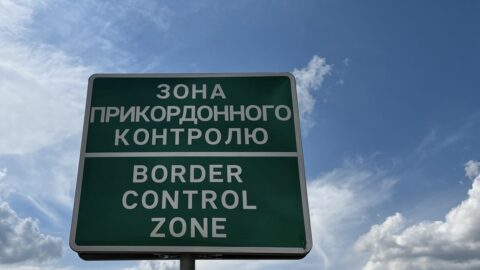 ЗОНА
ПРИКОРДОННОГО
КОНТРОЛЮ
BORDER
CONTROL
ZONE